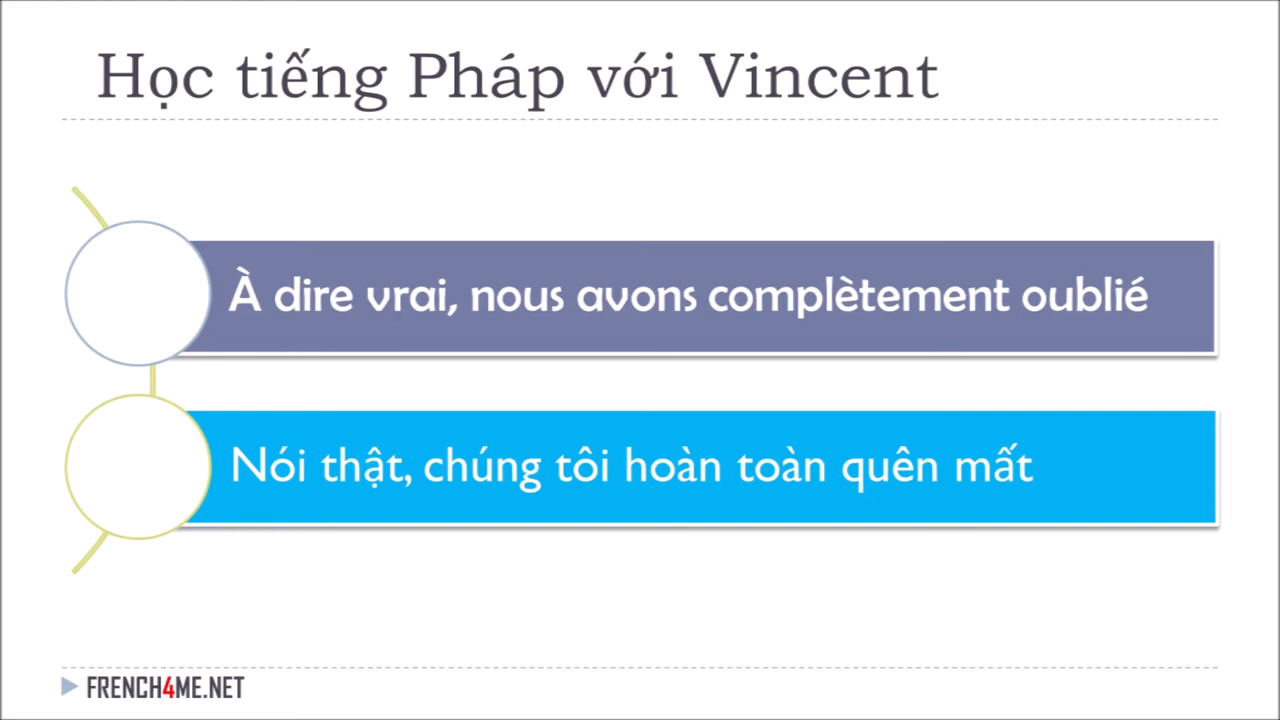 Học tiếng Pháp với Vincent
À dire vrai, nous avons complètement oublié
Nói thật, chúng tôi hoàn toàn quên mất
FRENCH4ME.NET